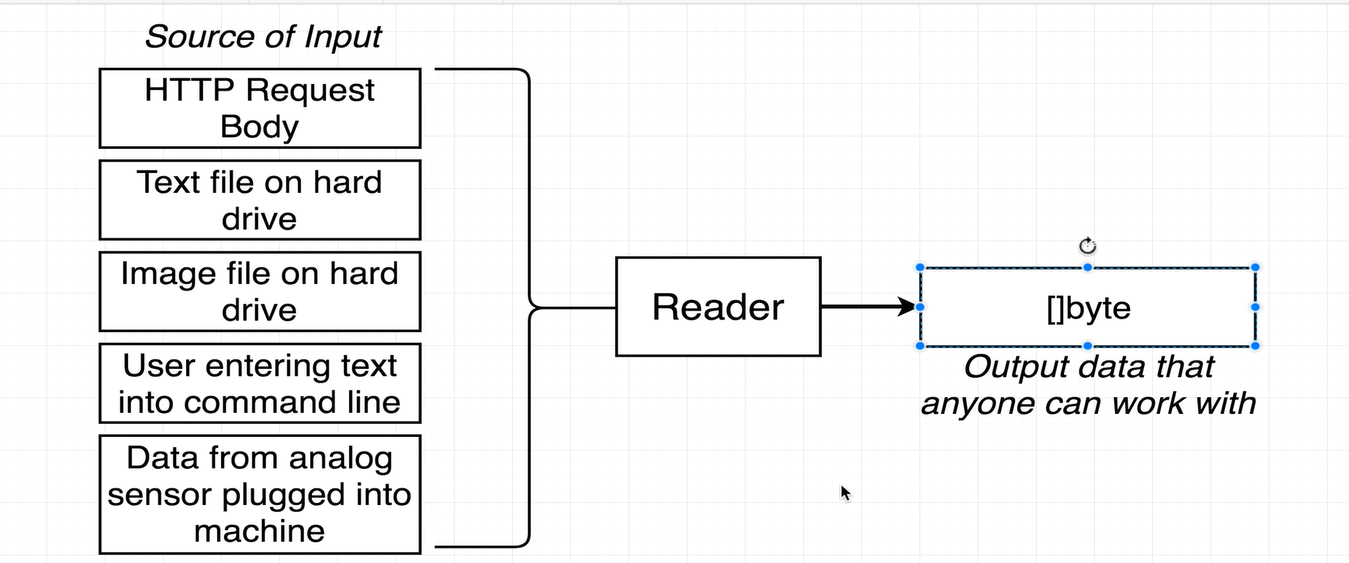 Source of Input
HTTP Request
Body
Text file on hard
drive
Image file on hard
drive
User entering text
into command line
Data from analog
sensor plugged into
machine
Reader
[]byte
Output data that
anyone can work with